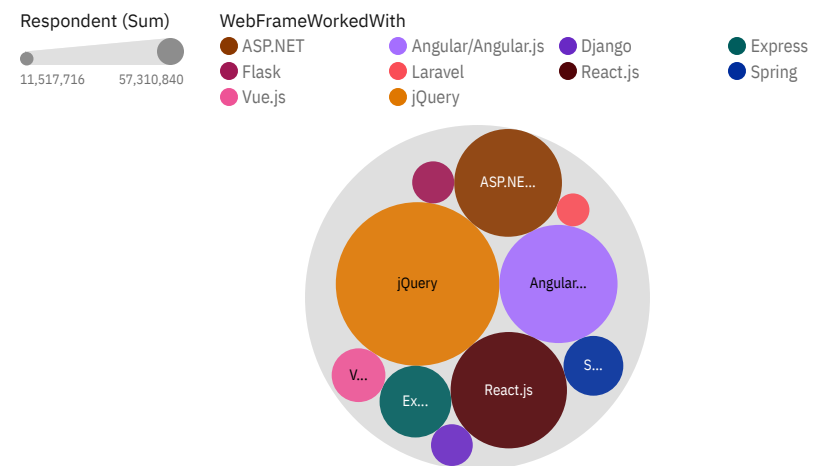 Respondent (Sum)
11,517,716 57,310,840
WebFrameWorkedWith
ASP.NET Angular/Angular.js Django Express
Flask Laravel React.js Spring
Vue.js jQuery
ASP.NE...
jQuery
Angular...
S...
V...
React.js
Ex...